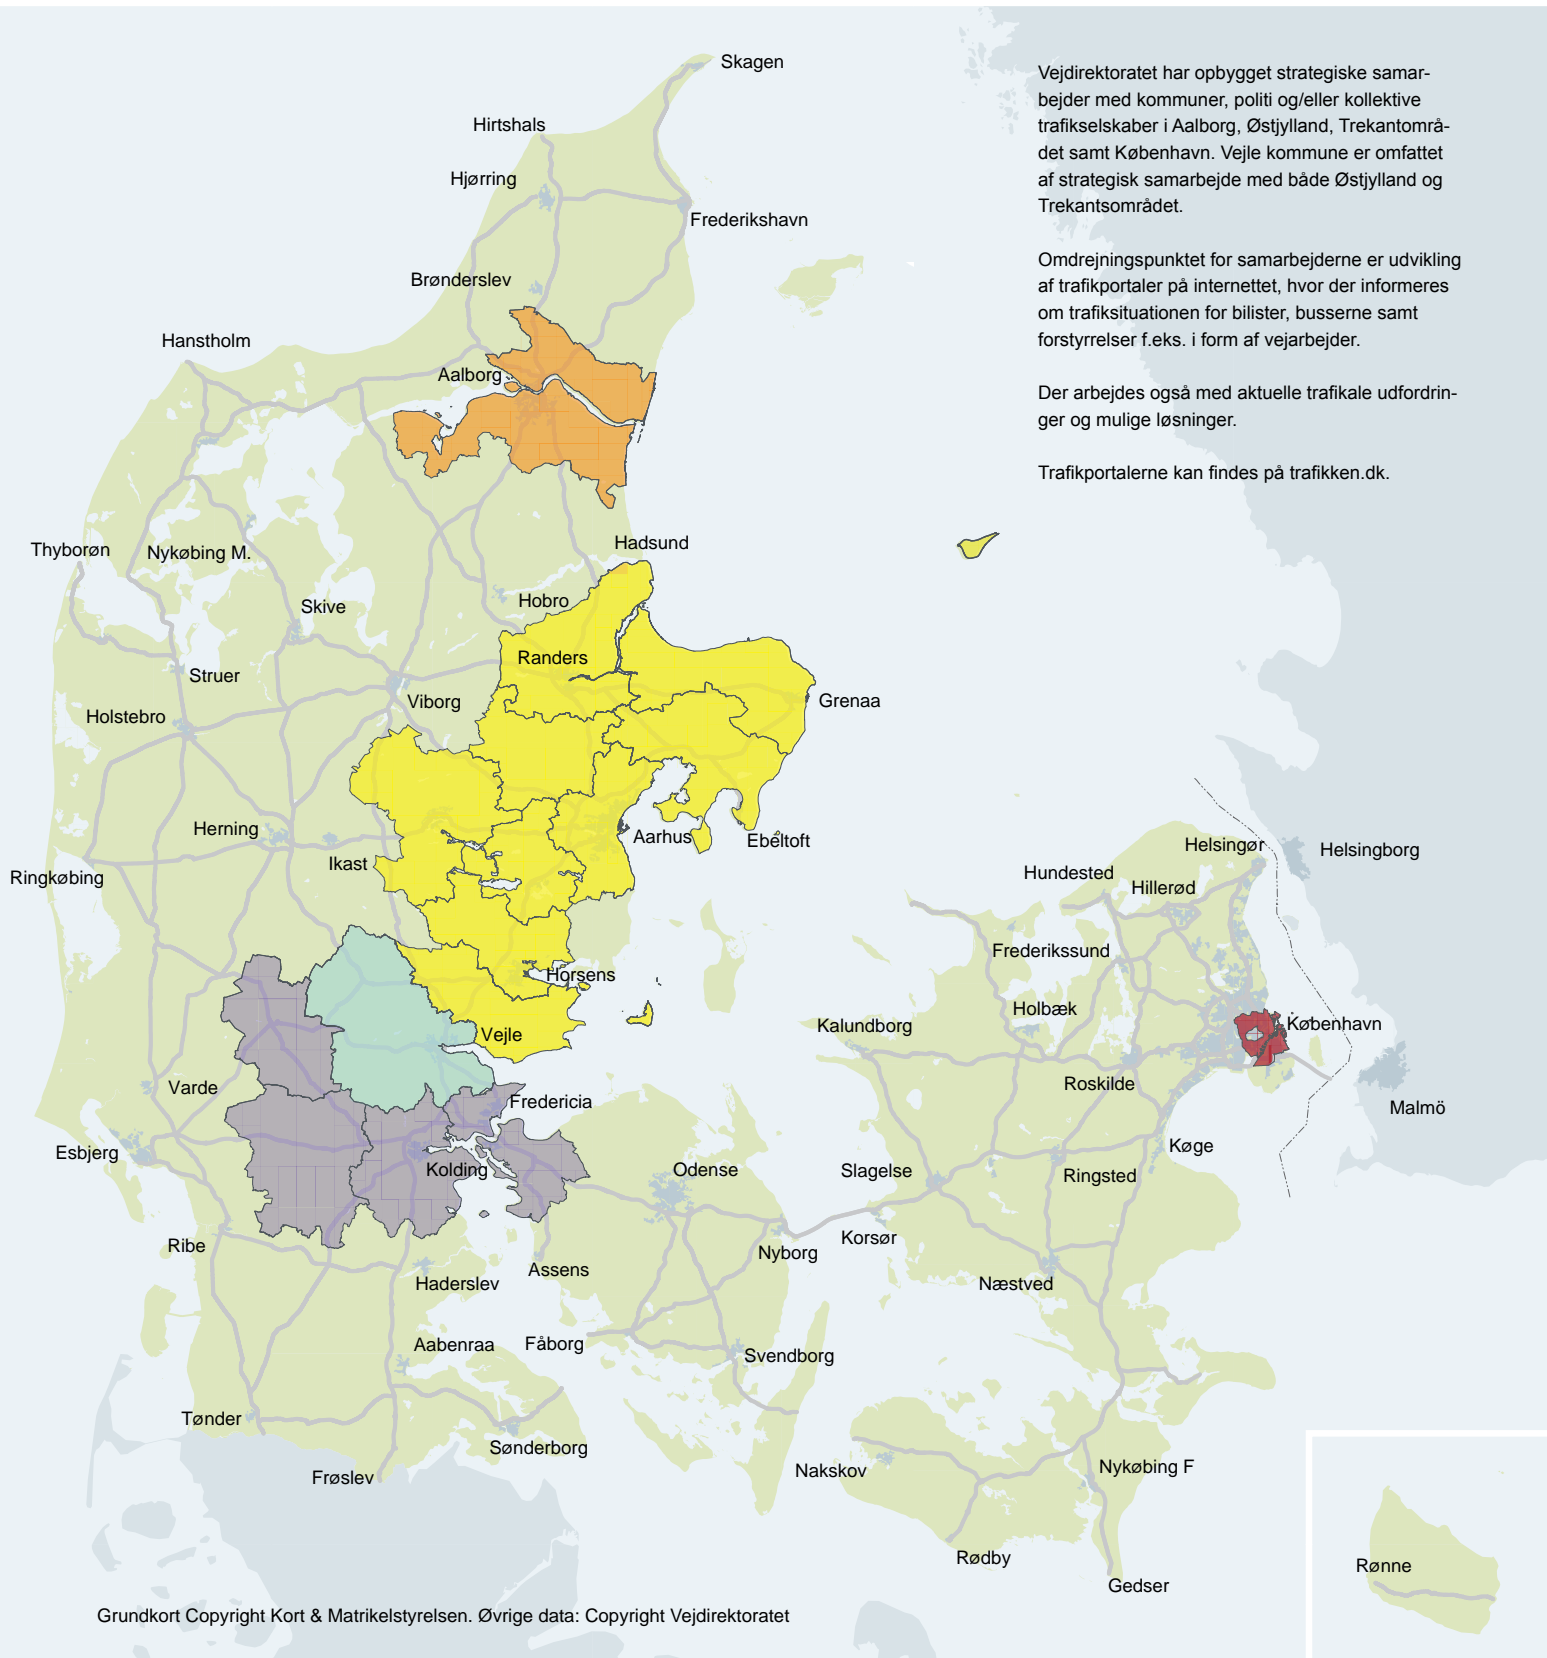 Vejdirektoratet har opbygget strategiske samar-
bejder med kommuner, politi og/eller kollektive
trafikselskaber i Aalborg, Østjylland, Trekantområ-
det samt København. Vejle kommune er omfattet
af strategisk samarbejde med både Østjylland og
Trekantsområdet.
Omdrejningspunktet for samarbejderne er udvikling
af trafikportaler på internettet, hvor der informeres
om trafiksituationen for bilister, busserne samt
forstyrrelser f.eks. i form af vejarbejder.
Der arbejdes også med aktuelle trafikale udfordrin-
ger og mulige løsninger.
Trafikportalerne kan findes på trafikken.dk.
Skagen
Hirtshals
Hjørring
Frederikshavn
Brønderslev
Hanstholm
Aalborg
Hadsund
Thyborøn
Nykøbing M.
Hobro
Skive
Randers
Struer
Viborg
Grenaa
Holstebro
Herning
Aarhus
Ebeltoft
Ikast
Ringkøbing
Helsingør
Helsingborg
Hundested
Hillerød
Frederikssund
Horsens
Holbæk
Kalundborg
København
Vejle
Varde
Roskilde
Fredericia
Malmö
Esbjerg
Køge
Kolding
Odense
Slagelse
Ringsted
Ribe
Korsør
Nyborg
Assens
Haderslev
Næstved
Aabenraa
Fåborg
Svendborg
Tønder
Sønderborg
Nakskov
Nykøbing F
Frøslev
Rødby
Rønne
Gedser
Grundkort Copyright Kort & Matrikelstyrelsen. Øvrige data: Copyright Vejdirektoratet